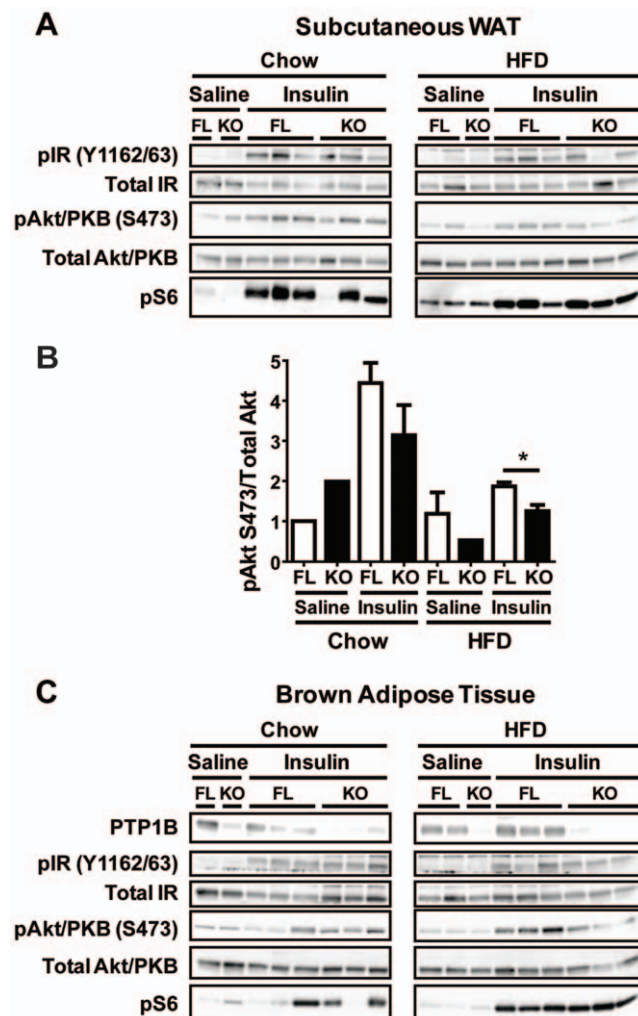 A Subcutaneous WAT
Chow HFD
Saline Insulin Saline Insulin
FL KO FL KO FL KO FL KO
pIR (Y1162/63)
Total IR
pAkt/PKB (S473)
Total Akt/PKB
pS6
B
pAkt S473/Total Akt
5
4
3
2
1
0
*
FL KO FL KO FL KO FL KO
Saline Insulin Saline Insulin
Chow HFD
C Brown Adipose Tissue
Chow HFD
Saline Insulin Saline Insulin
FL KO FL KO FL KO FL KO
PTP1B
pIR (Y1162/63)
Total IR
pAkt/PKB (S473)
Total Akt/PKB
pS6